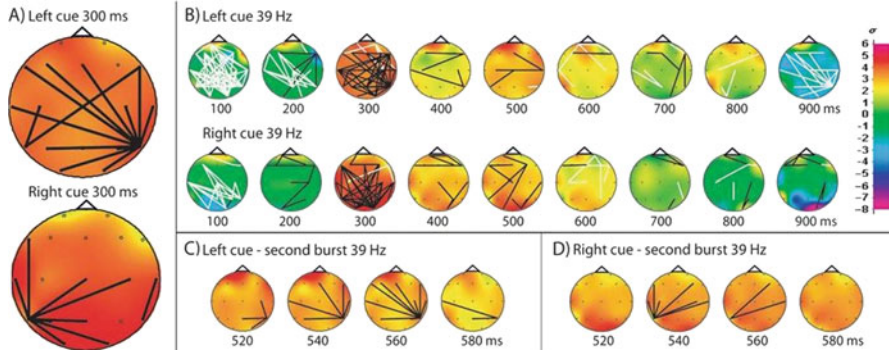 A)
Left cue 300 ms
Right cue 300 ms
B) Left cue 39 Hz
100 200 300 400 500 600 700 800 900 ms
Right cue 39 Hz
100 200 300 400 500 600 700 800 900 ms
σ
6
5
4
3
2
1
0
-1
-2
-3
-4
-5
-6
-7
-8
C) Left cue - second burst 39 Hz
520 540 560 580 ms
D) Right cue - second burst 39 Hz
520 540 560 580 ms